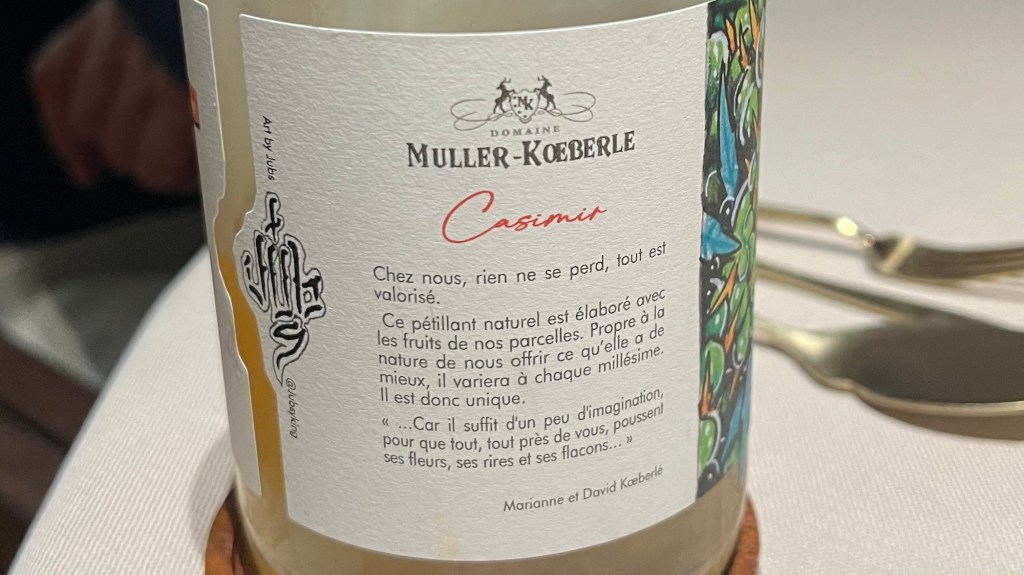 MK
DOMAINE
MULLER-KŒBERLE
Casimir
Chez nous, rien ne se perd, tout est
valorisé.
Ce pétillant naturel est élaboré avec
les fruits de nos parcelles. Propre à la
nature de nous offrir ce qu'elle a de
mieux, il variera à chaque millésime.
Il est donc unique.
« ...Car il suffit d'un peu d'imagination,
pour que tout, tout près de vous, poussent
ses fleurs, ses rires et ses flacons... »
Marianne et David Kœberlé
Art by Jubs
@Jubsyking